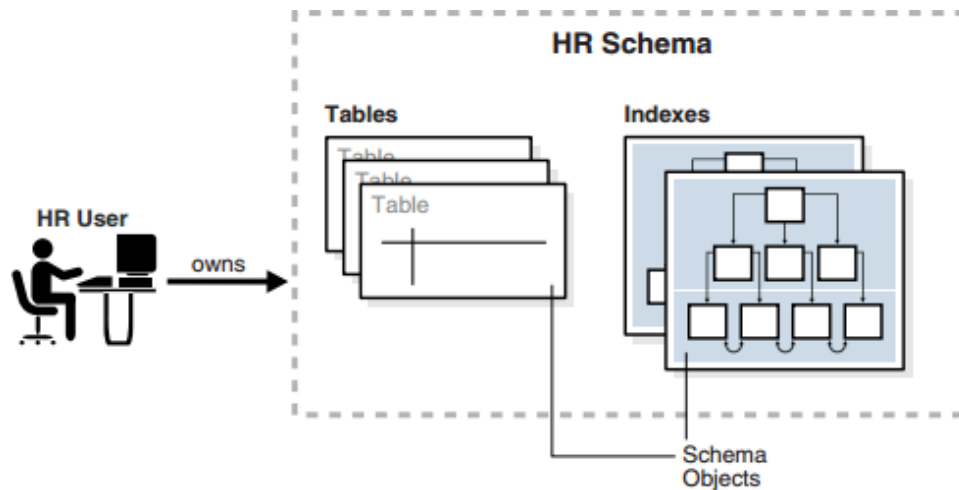 HR Schema
Tables
Indexes
Table
Table
Table
HR User
owns
Schema
Objects